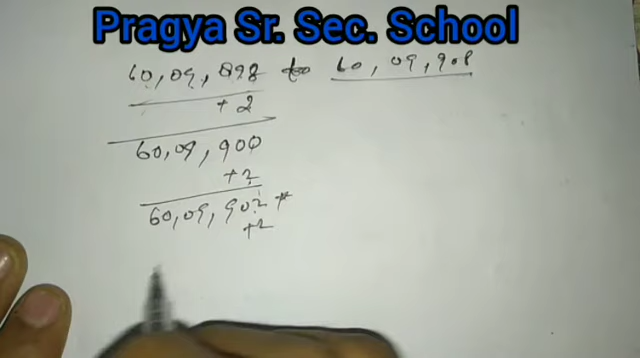 Pragya Sr. Sec. School
60,09,898 to 60,09,908
+2
60,09,900
+2
60,09,902
+2